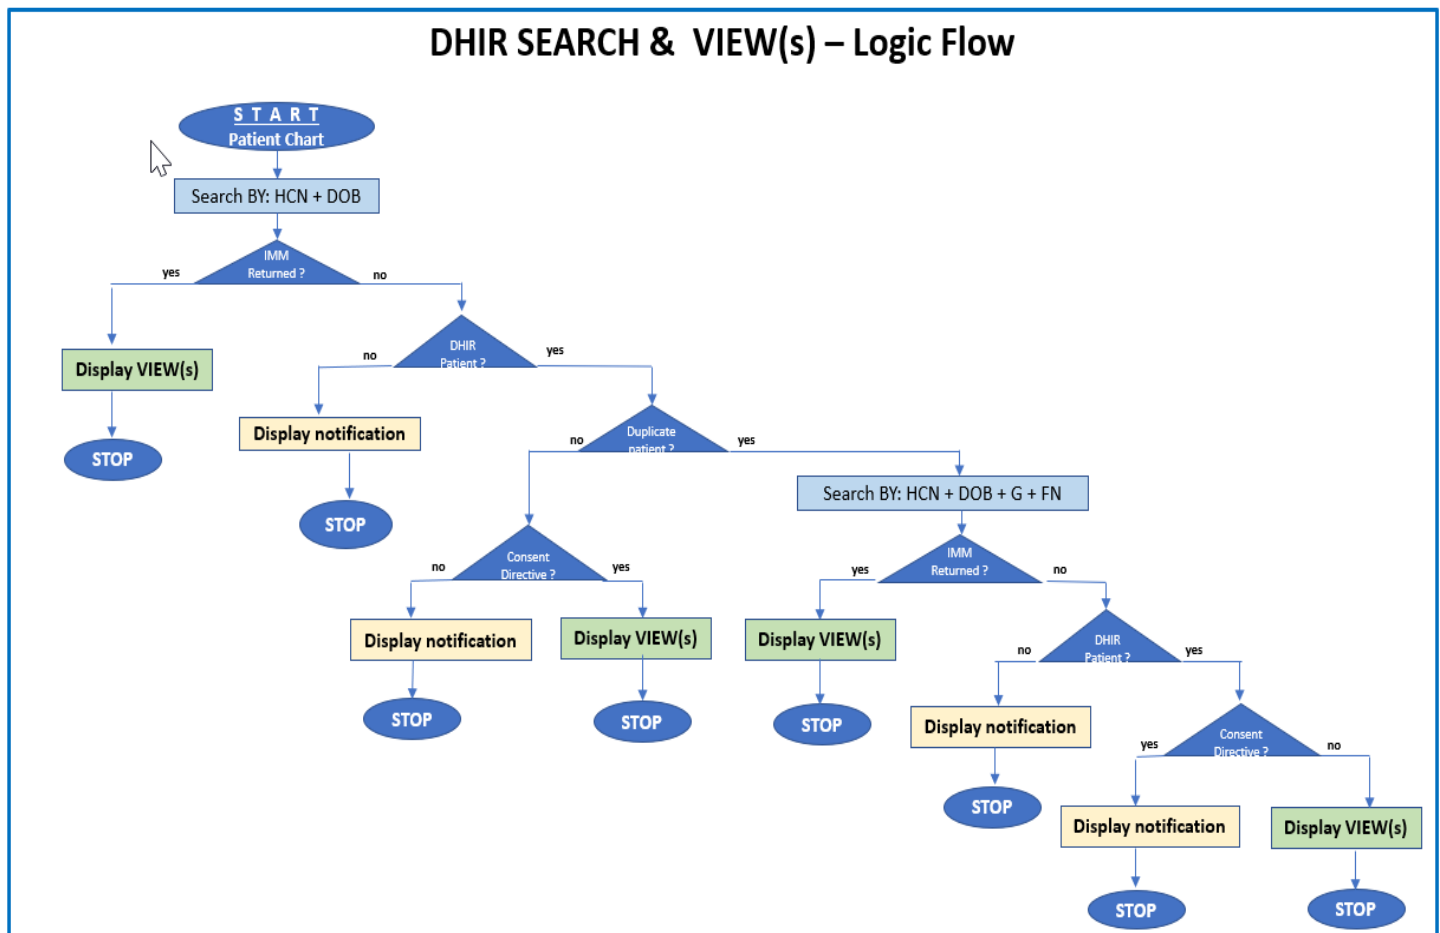 DHIR SEARCH & VIEW(s) – Logic Flow
S T A R T
Patient Chart
Search BY: HCN + DOB
IMM
Returned ?
yes
no
Display VIEW(s)
STOP
DHIR
Patient ?
no
yes
Display notification
STOP
Duplicate
patient ?
no
yes
Search BY: HCN + DOB + G + FN
Consent
Directive ?
no
yes
Display notification
Display VIEW(s)
STOP
STOP
IMM
Returned ?
yes
no
Display VIEW(s)
STOP
DHIR
Patient ?
no
yes
Display notification
STOP
Consent
Directive ?
yes
no
Display notification
Display VIEW(s)
STOP
STOP